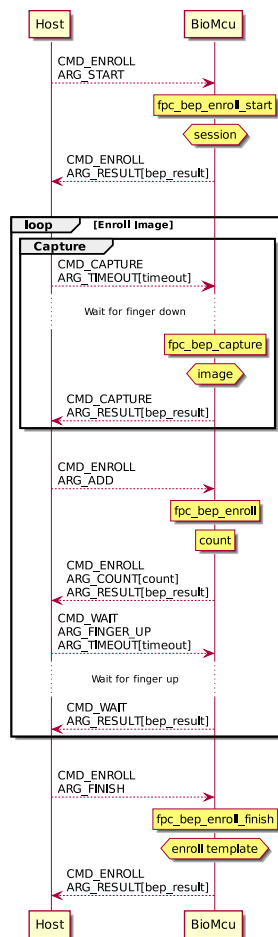 Host
BioMcu
CMD_ENROLL
ARG_START
fpc_bep_enroll_start
session
CMD_ENROLL
ARG_RESULT[bep_result]
loop
[Enroll Image]
Capture
CMD_CAPTURE
ARG_TIMEOUT[timeout]
Wait for finger down
fpc_bep_capture
image
CMD_CAPTURE
ARG_RESULT[bep_result]
CMD_ENROLL
ARG_ADD
fpc_bep_enroll
count
CMD_ENROLL
ARG_COUNT[count]
ARG_RESULT[bep_result]
CMD_WAIT
ARG_FINGER_UP
ARG_TIMEOUT[timeout]
Wait for finger up
CMD_WAIT
ARG_RESULT[bep_result]
CMD_ENROLL
ARG_FINISH
fpc_bep_enroll_finish
enroll template
CMD_ENROLL
ARG_RESULT[bep_result]
Host
BioMcu